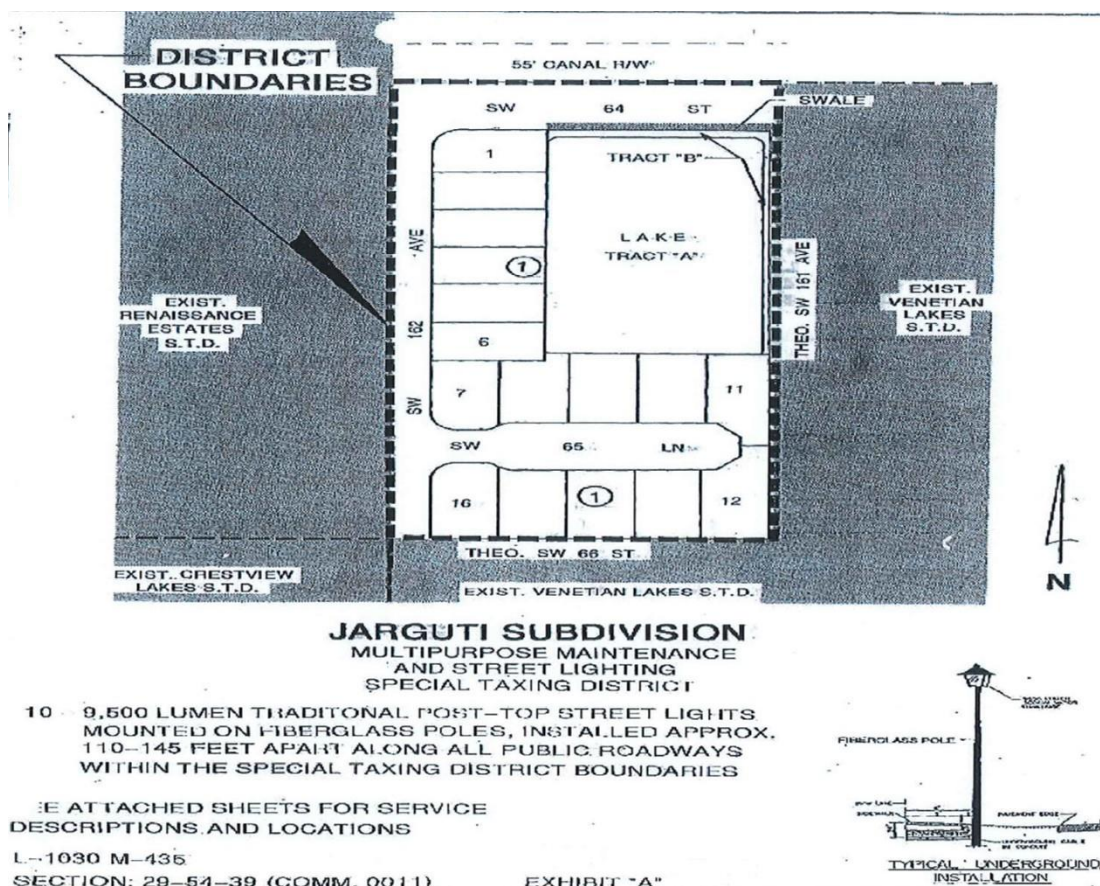 DISTRICT
BOUNDARIES
55' CANAL R/W
SW 64 ST
SWALE
1
TRACT "B"
LAKE
TRACT "A"
1
SW 162 AVE
THEO. SW 161 AVE
EXIST.
RENAISSANCE
ESTATES
S.T.D.
EXIST.
VENETIAN
LAKES
S.T.D.
6
7
11
SW 65 LN
16
1
12
THEO. SW 66 ST.
EXIST. CRESTVIEW
LAKES S.T.D.
EXIST. VENETIAN LAKES S.T.D.
N
JARGUTI SUBDIVISION
MULTIPURPOSE MAINTENANCE
AND STREET LIGHTING
SPECIAL TAXING DISTRICT
10 9,500 LUMEN TRADITONAL POST-TOP STREET LIGHTS
MOUNTED ON FIBERGLASS POLES, INSTALLED APPROX.
110-145 FEET APART ALONG ALL PUBLIC ROADWAYS
WITHIN THE SPECIAL TAXING DISTRICT BOUNDARIES
FIBERGLASS POLE
PAVEMENT EDGE
E ATTACHED SHEETS FOR SERVICE
DESCRIPTIONS AND LOCATIONS
L-1030 M-435
SECTION: 29-54-39 (COMM. 0011) EXHIBIT "A"
TYPICAL UNDERGROUND
INSTALLATION